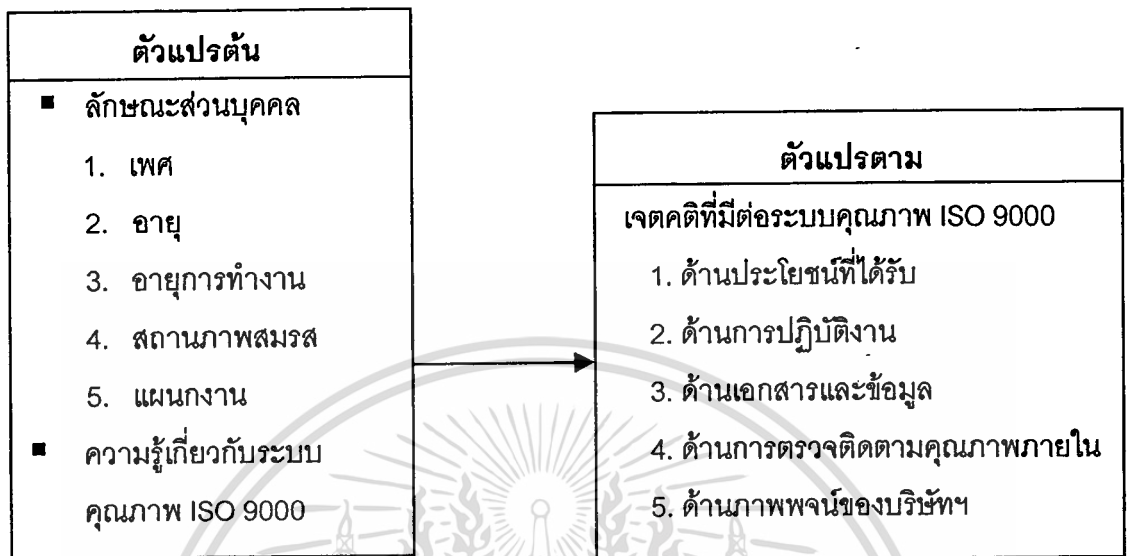 ตัวแปรต้น
▪ ลักษณะส่วนบุคคล
1. เพศ
2. อายุ
3. อายุการทำงาน
4. สถานภาพสมรส
5. แผนกงาน
▪ ความรู้เกี่ยวกับระบบ
คุณภาพ ISO 9000
ตัวแปรตาม
เจตคติที่มีต่อระบบคุณภาพ ISO 9000
1. ด้านประโยชน์ที่ได้รับ
2. ด้านการปฏิบัติงาน
3. ด้านเอกสารและข้อมูล
4. ด้านการตรวจติดตามคุณภาพภายใน
5. ด้านภาพพจน์ของบริษัทฯ